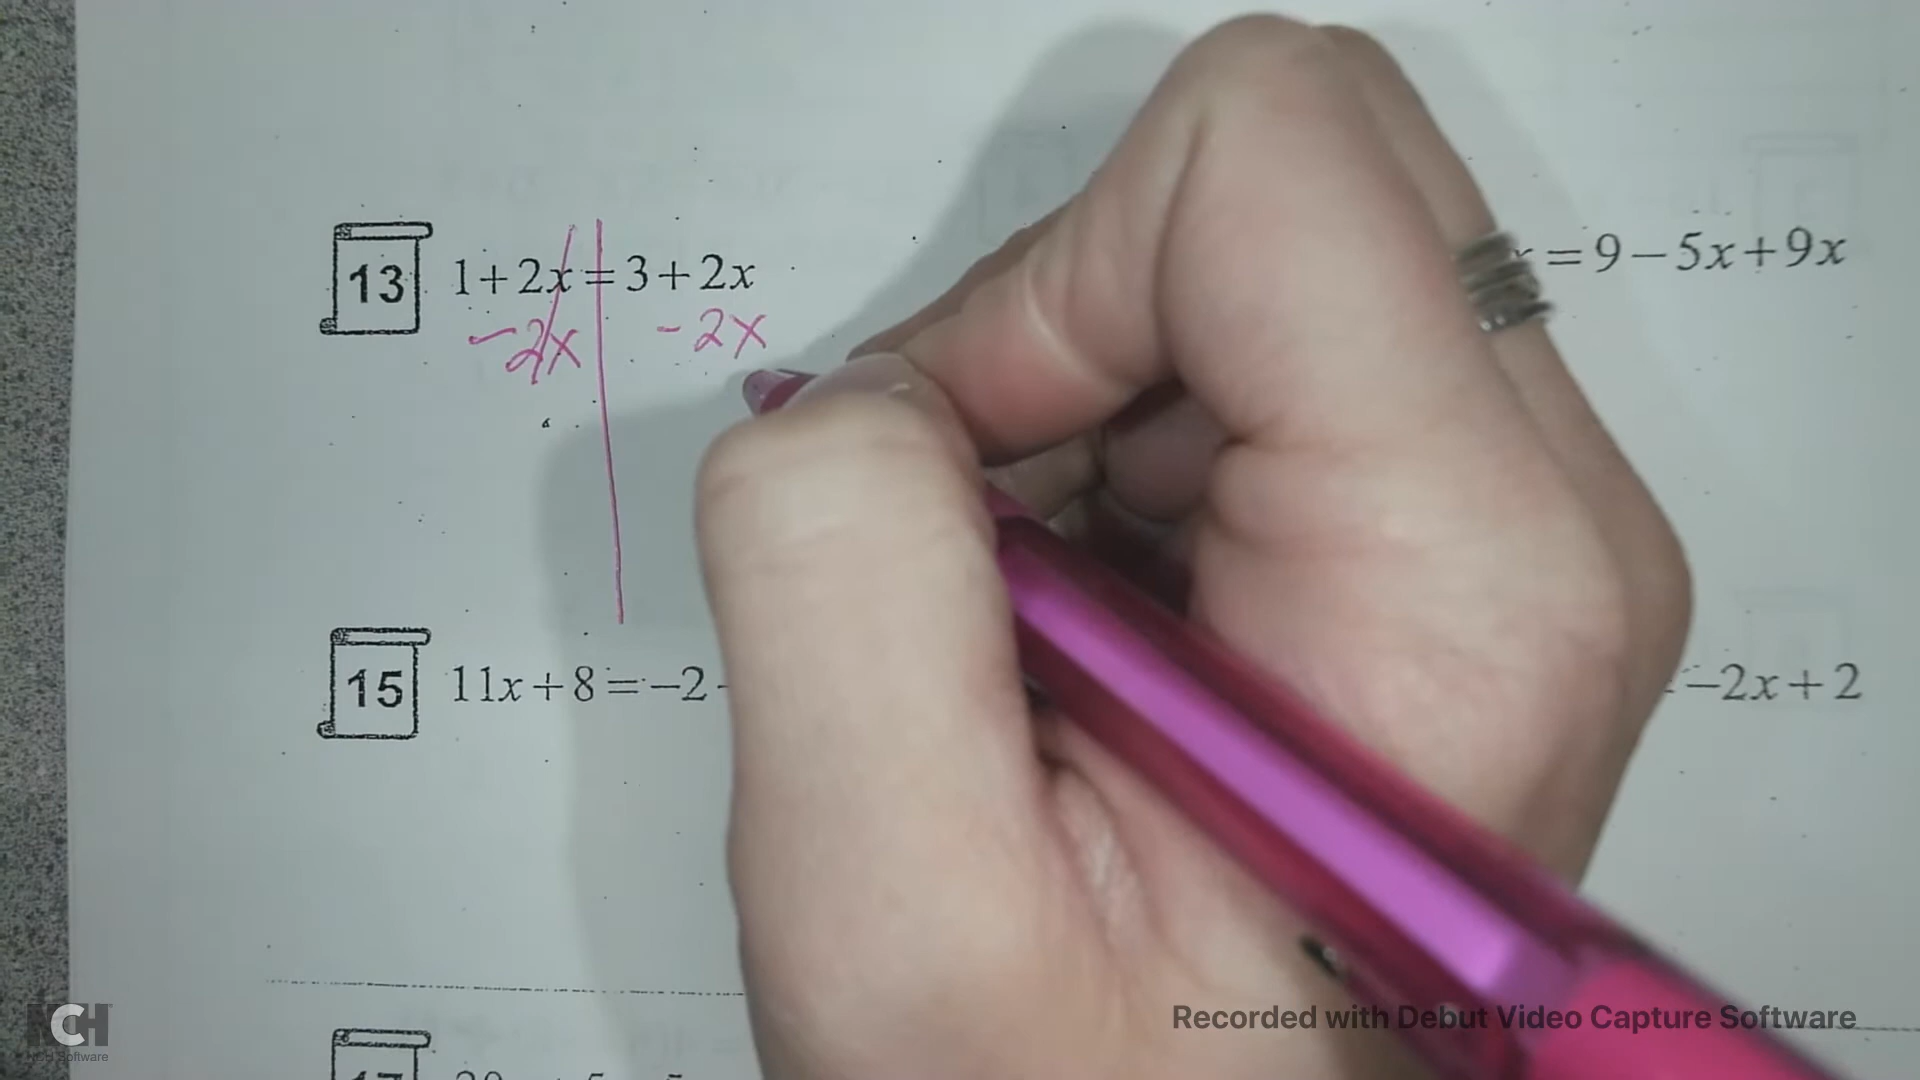 13 1+2x=3+2x
-2x -2x
x=9-5x+9x
15 11x+8=-2-
-2x+2
17
NCH Software
Recorded with Debut Video Capture Software